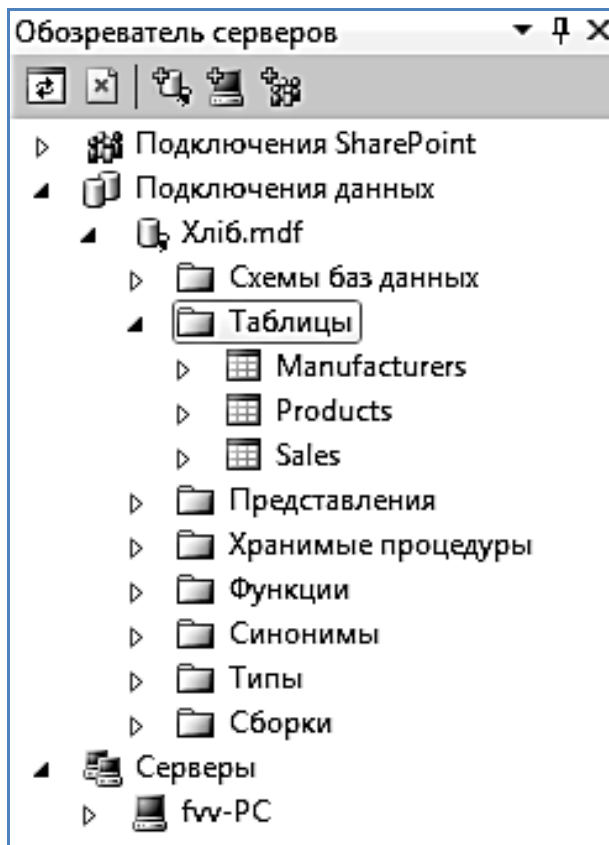 Обозреватель серверов
Подключения SharePoint
Подключения данных
Хліб.mdf
Схемы баз данных
Таблицы
Manufacturers
Products
Sales
Представления
Хранимые процедуры
Функции
Синонимы
Типы
Сборки
Серверы
fvv-PC